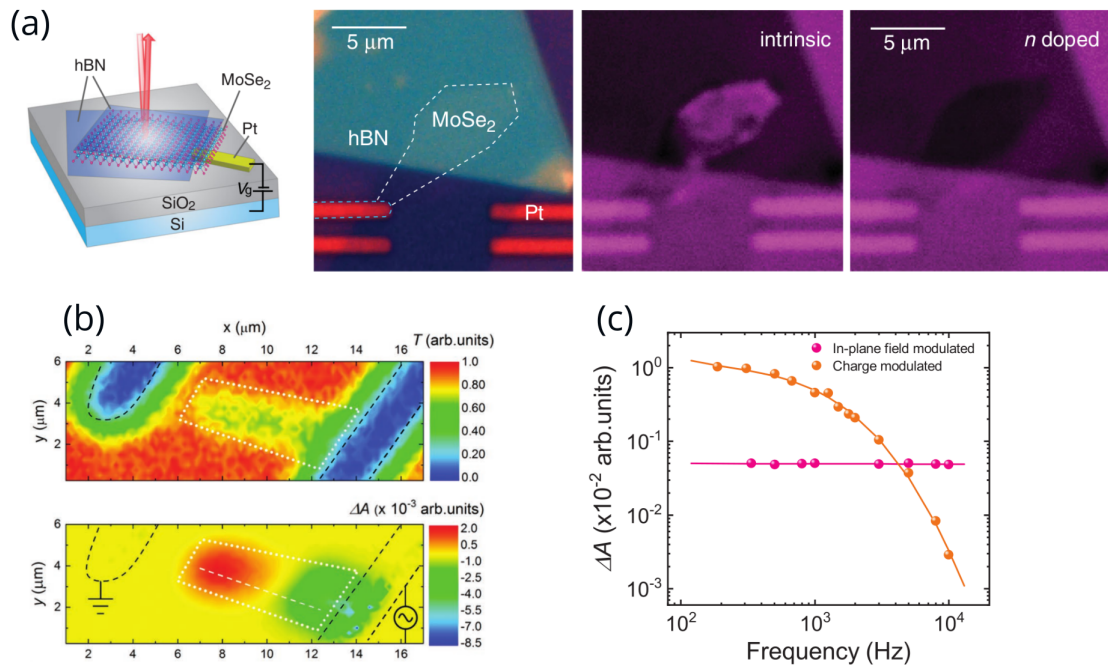 (a)
hBN
MoSe2
Pt
Vg
SiO2
Si
5 μm
MoSe2
hBN
Pt
5 μm
intrinsic
n doped
(b)
x (μm)
2 4 6 8 10 12 14 16
T (arb.units)
y (μm)
6
4
2
1.0
0.80
0.60
0.40
0.20
0.00
ΔA (x 10-3 arb.units)
y (μm)
6
4
2
2.0
0.50
-1.0
-2.5
-4.0
-5.5
-7.0
-8.5
2 4 6 8 10 12 14 16
(c)
In-plane field modulated
Charge modulated
ΔA (x10-2 arb.units)
100
10-1
10-2
10-3
102
103
104
Frequency (Hz)